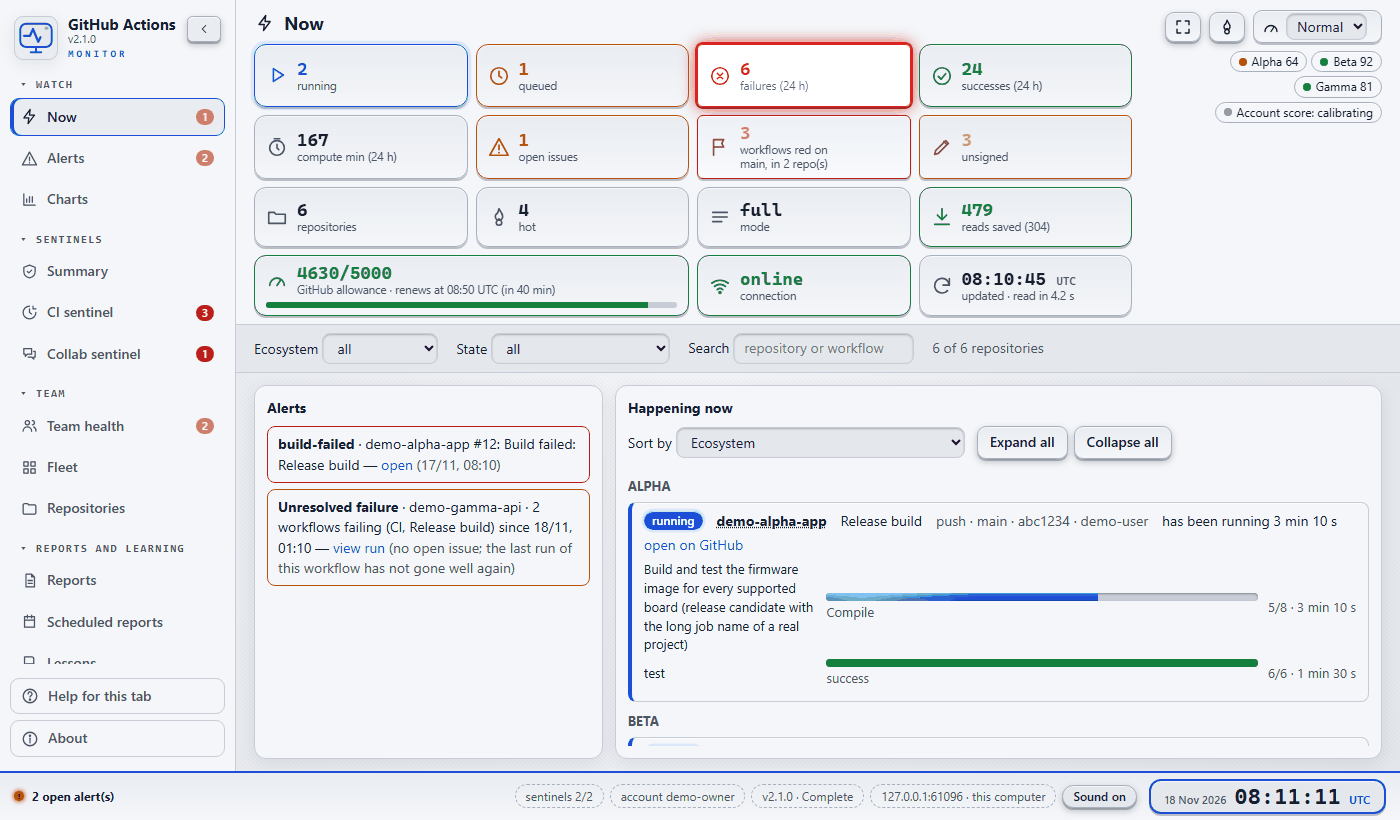 GitHub Actions
v2.1.0
MONITOR
WATCH
Now 1
Alerts 2
Charts
SENTINELS
Summary
CI sentinel 3
Collab sentinel 1
TEAM
Team health 2
Fleet
Repositories
REPORTS AND LEARNING
Reports
Scheduled reports
Lessons
Help for this tab
About
Now
Normal
Alpha 64
Beta 92
Gamma 81
Account score: calibrating
2
running
1
queued
6
failures (24 h)
24
successes (24 h)
167
compute min (24 h)
1
open issues
3
workflows red on
main, in 2 repo(s)
3
unsigned
6
repositories
4
hot
full
mode
479
reads saved (304)
4630/5000
GitHub allowance · renews at 08:50 UTC (in 40 min)
online
connection
08:10:45 UTC
updated · read in 4.2 s
Ecosystem all State all Search repository or workflow 6 of 6 repositories
Alerts
build-failed · demo-alpha-app #12: Build failed:
Release build — open (17/11, 08:10)
Unresolved failure · demo-gamma-api · 2
workflows failing (CI, Release build) since 18/11,
01:10 — view run (no open issue; the last run of
this workflow has not gone well again)
Happening now
Sort by Ecosystem Expand all Collapse all
ALPHA
running demo-alpha-app Release build push · main · abc1234 · demo-user has been running 3 min 10 s
open on GitHub
Build and test the firmware
image for every supported
board (release candidate with
the long job name of a real
project)
Compile
5/8 · 3 min 10 s
test
success
6/6 · 1 min 30 s
BETA
2 open alert(s)
sentinels 2/2
account demo-owner
v2.1.0 · Complete
127.0.0.1:61096 · this computer
Sound on
18 Nov 2026 08:11:11 UTC